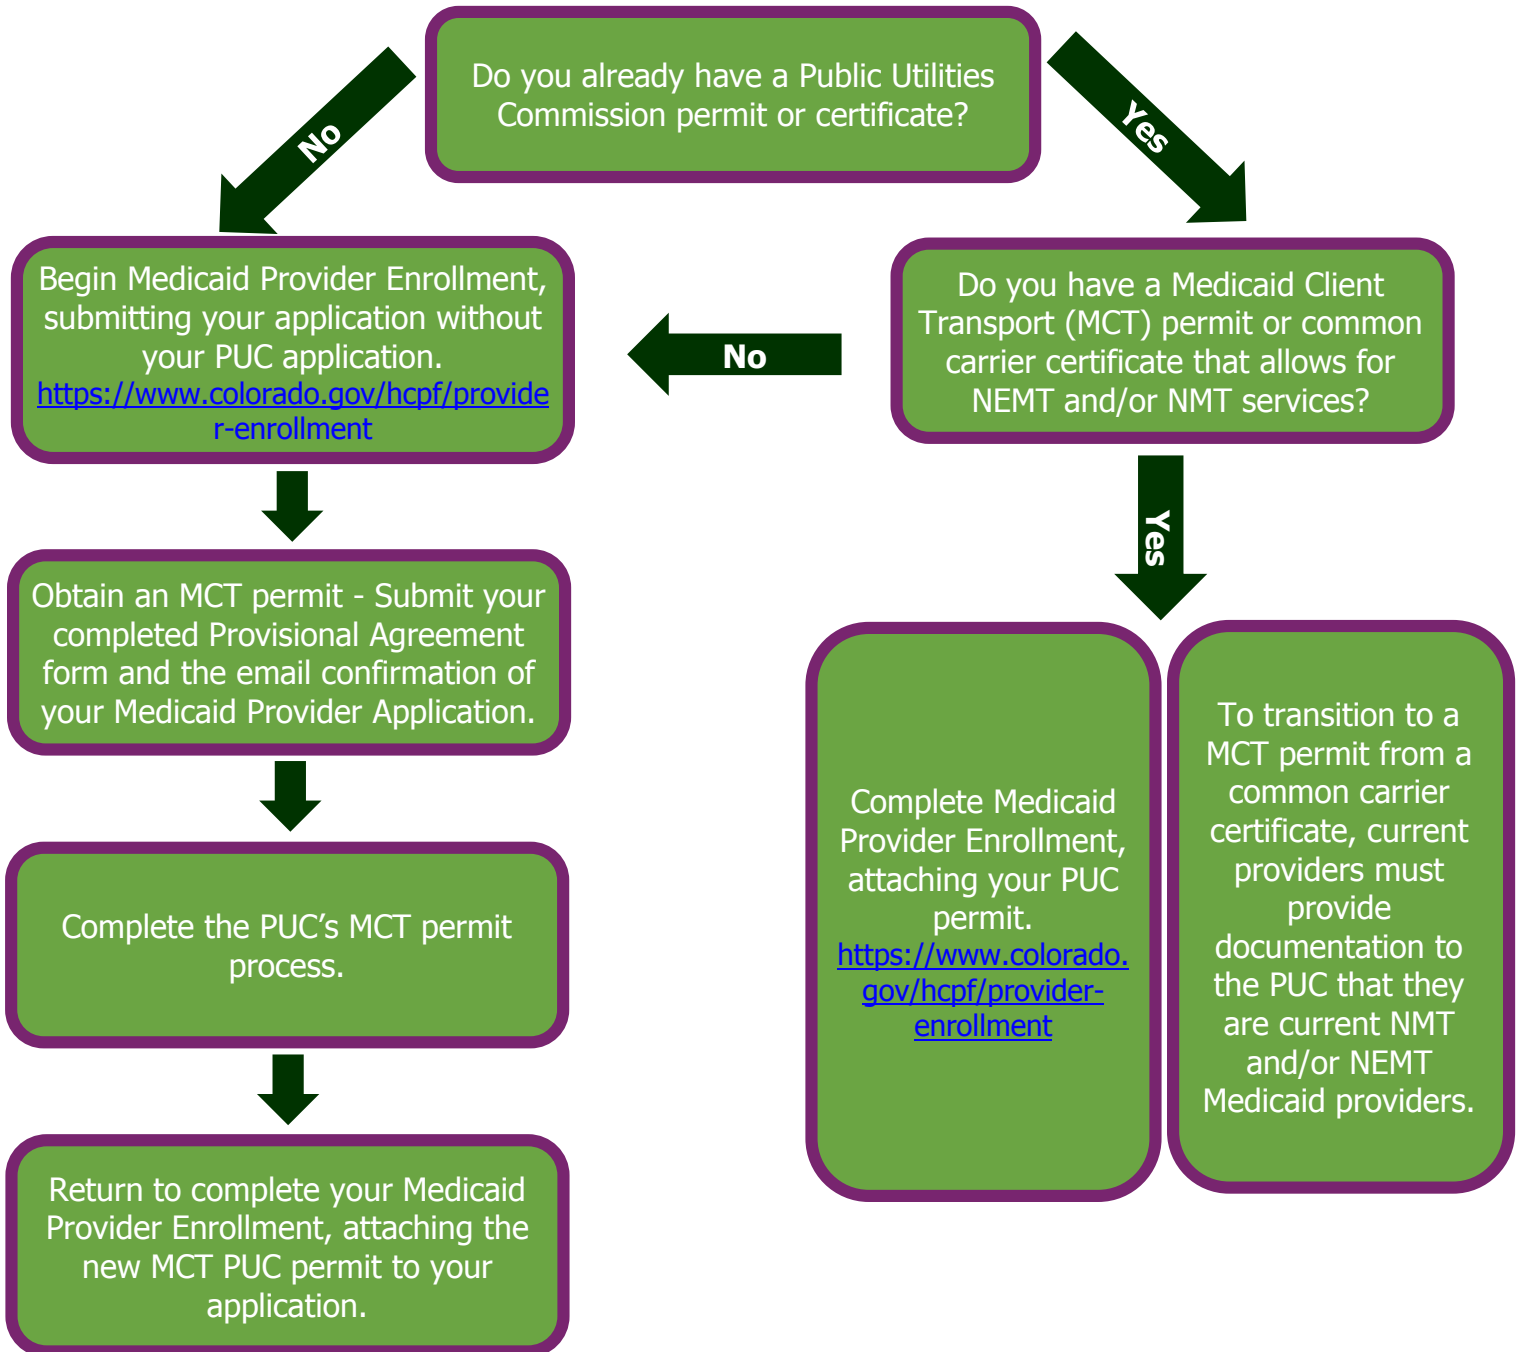 Do you already have a Public Utilities
Commission permit or certificate?
No
Yes
Begin Medicaid Provider Enrollment,
submitting your application without
your PUC application.
https://www.colorado.gov/hcpf/provide
r-enrollment
No
Do you have a Medicaid Client
Transport (MCT) permit or common
carrier certificate that allows for
NEMT and/or NMT services?
Yes
Obtain an MCT permit - Submit your
completed Provisional Agreement
form and the email confirmation of
your Medicaid Provider Application.
Complete the PUC’s MCT permit
process.
Return to complete your Medicaid
Provider Enrollment, attaching the
new MCT PUC permit to your
application.
Complete Medicaid
Provider Enrollment,
attaching your PUC
permit.
https://www.colorado.
gov/hcpf/provider-
enrollment
To transition to a
MCT permit from a
common carrier
certificate, current
providers must
provide
documentation to
the PUC that they
are current NMT
and/or NEMT
Medicaid providers.